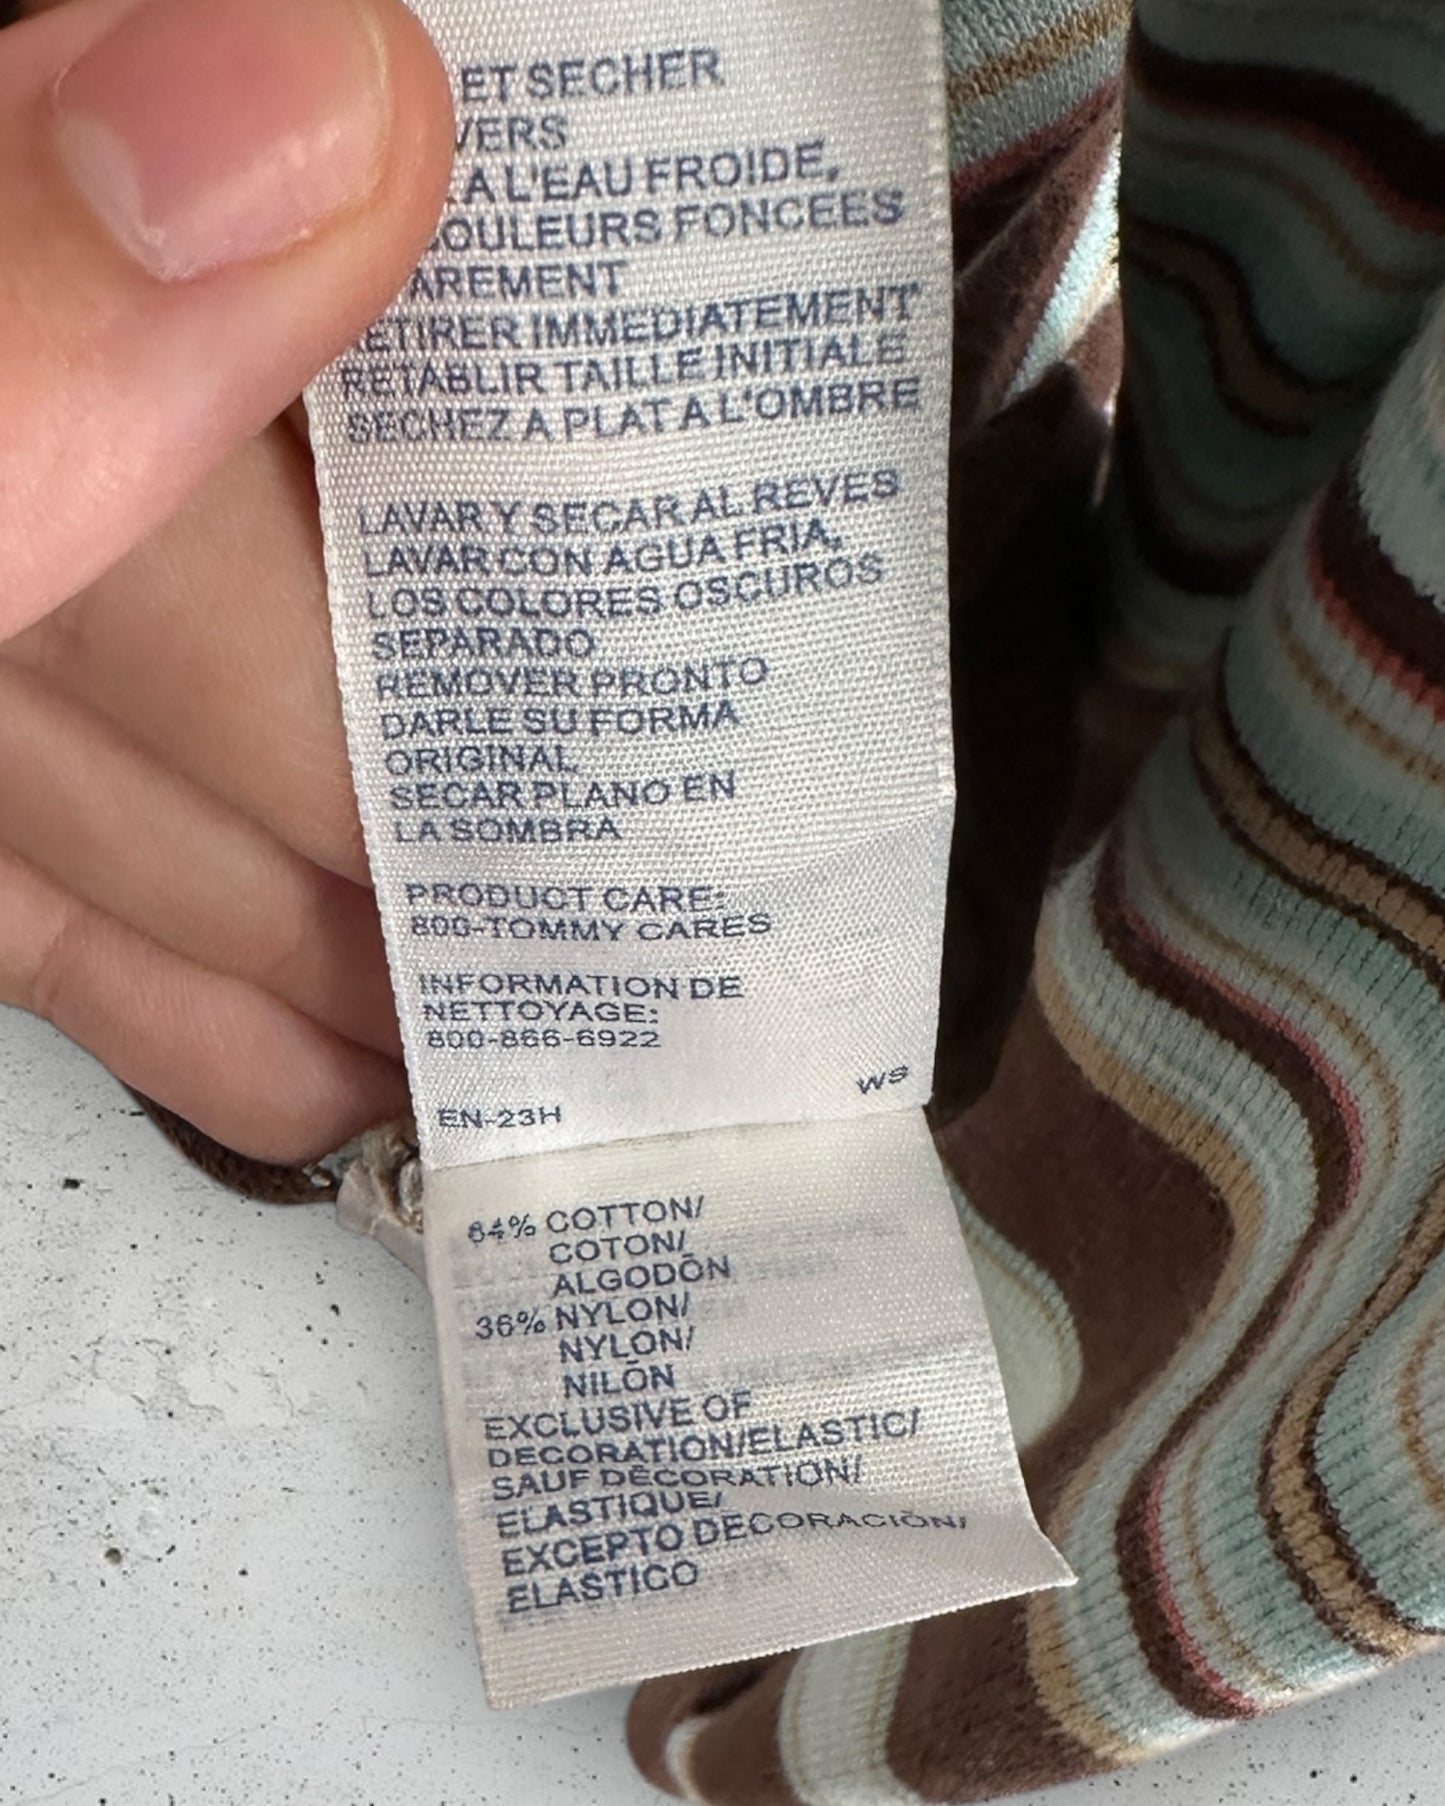 ET SECHER
VERS
A L'EAU FROIDE,
COULEURS FONCEES
AREMENT
RETIRER IMMEDIATEMENT
RETABLIR TAILLE INITIALE
SECHEZ A PLAT A L'OMBRE
LAVAR Y SECAR AL REVES
LAVAR CON AGUA FRIA,
LOS COLORES OSCUROS
SEPARADO
REMOVER PRONTO
DARLE SU FORMA
ORIGINAL
SECAR PLANO EN
LA SOMBRA
PRODUCT CARE:
800-TOMMY CARES
INFORMATION DE
NETTOYAGE:
800-866-6922
WS
EN-23H
64% COTTON/
COTON/
ALGODÓN
36% NYLON/
NYLON/
NILÓN
EXCLUSIVE OF
DECORATION/ELASTIC/
SAUF DÉCORATION/
ELASTIQUE/
EXCEPTO DECORACIÓN/
ELASTICO